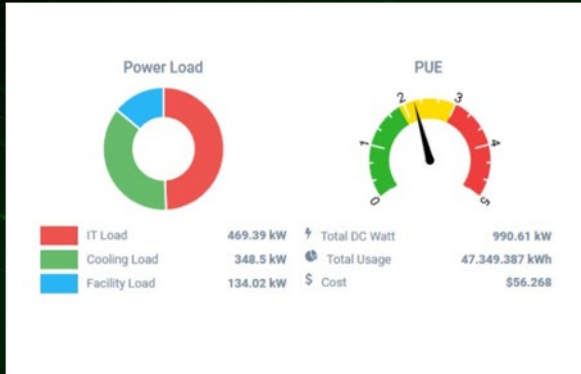 Power Load
IT Load 469.39 kW
Cooling Load 348.5 kW
Facility Load 134.02 kW
PUE
0 1 2 3 4 5
Total DC Watt 990.61 kW
Total Usage 47.349.387 kWh
$ Cost $56.268